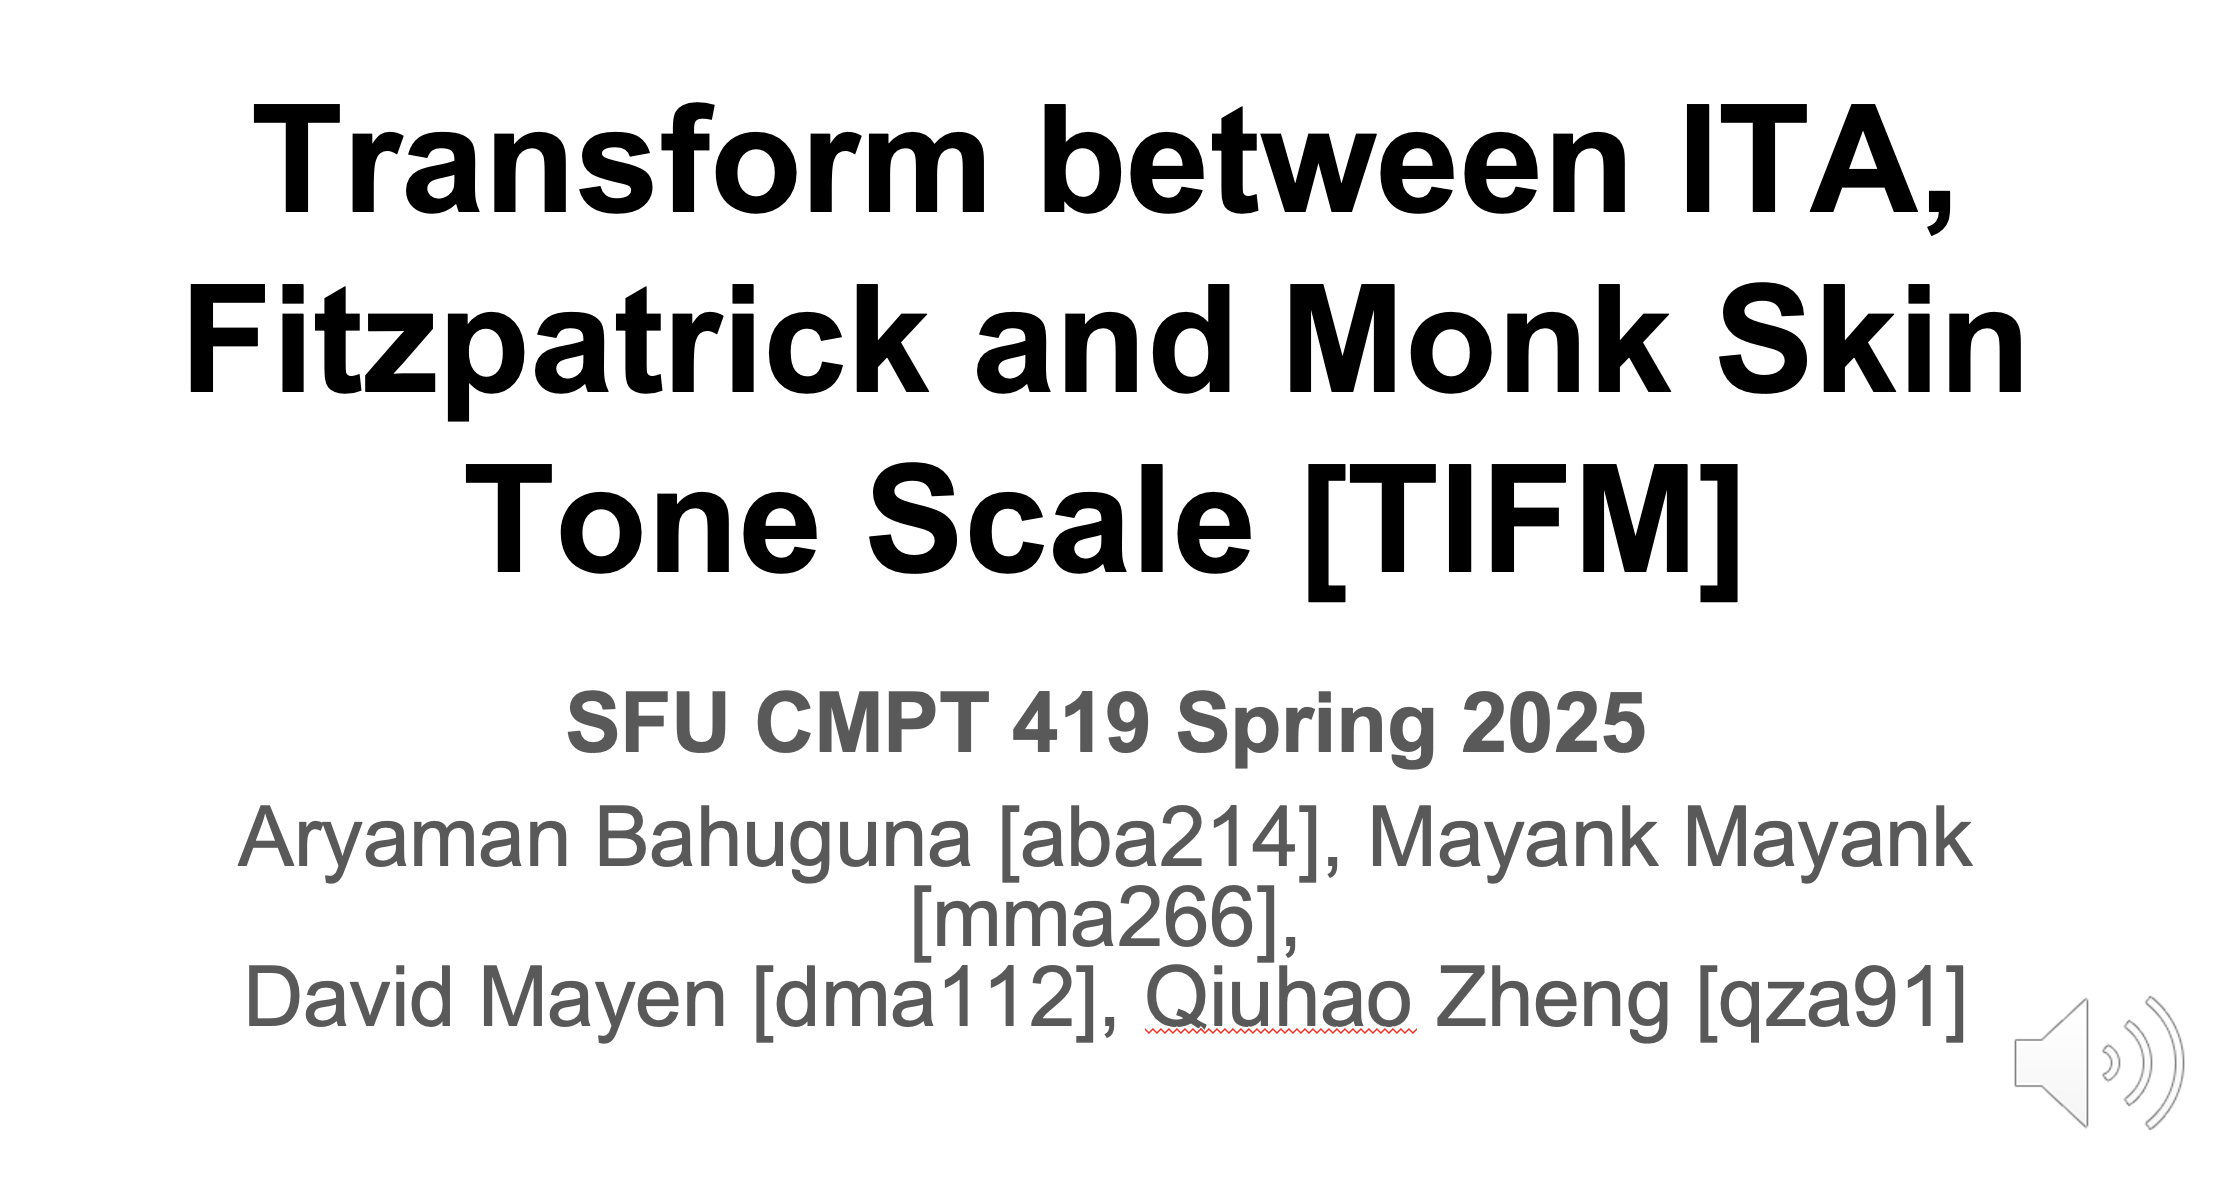 Transform between ITA,
Fitzpatrick and Monk Skin
Tone Scale [TIFM]
SFU CMPT 419 Spring 2025
Aryaman Bahuguna [aba214], Mayank Mayank
[mma266],
David Mayen [dma112], Qiuhao Zheng [qza91]